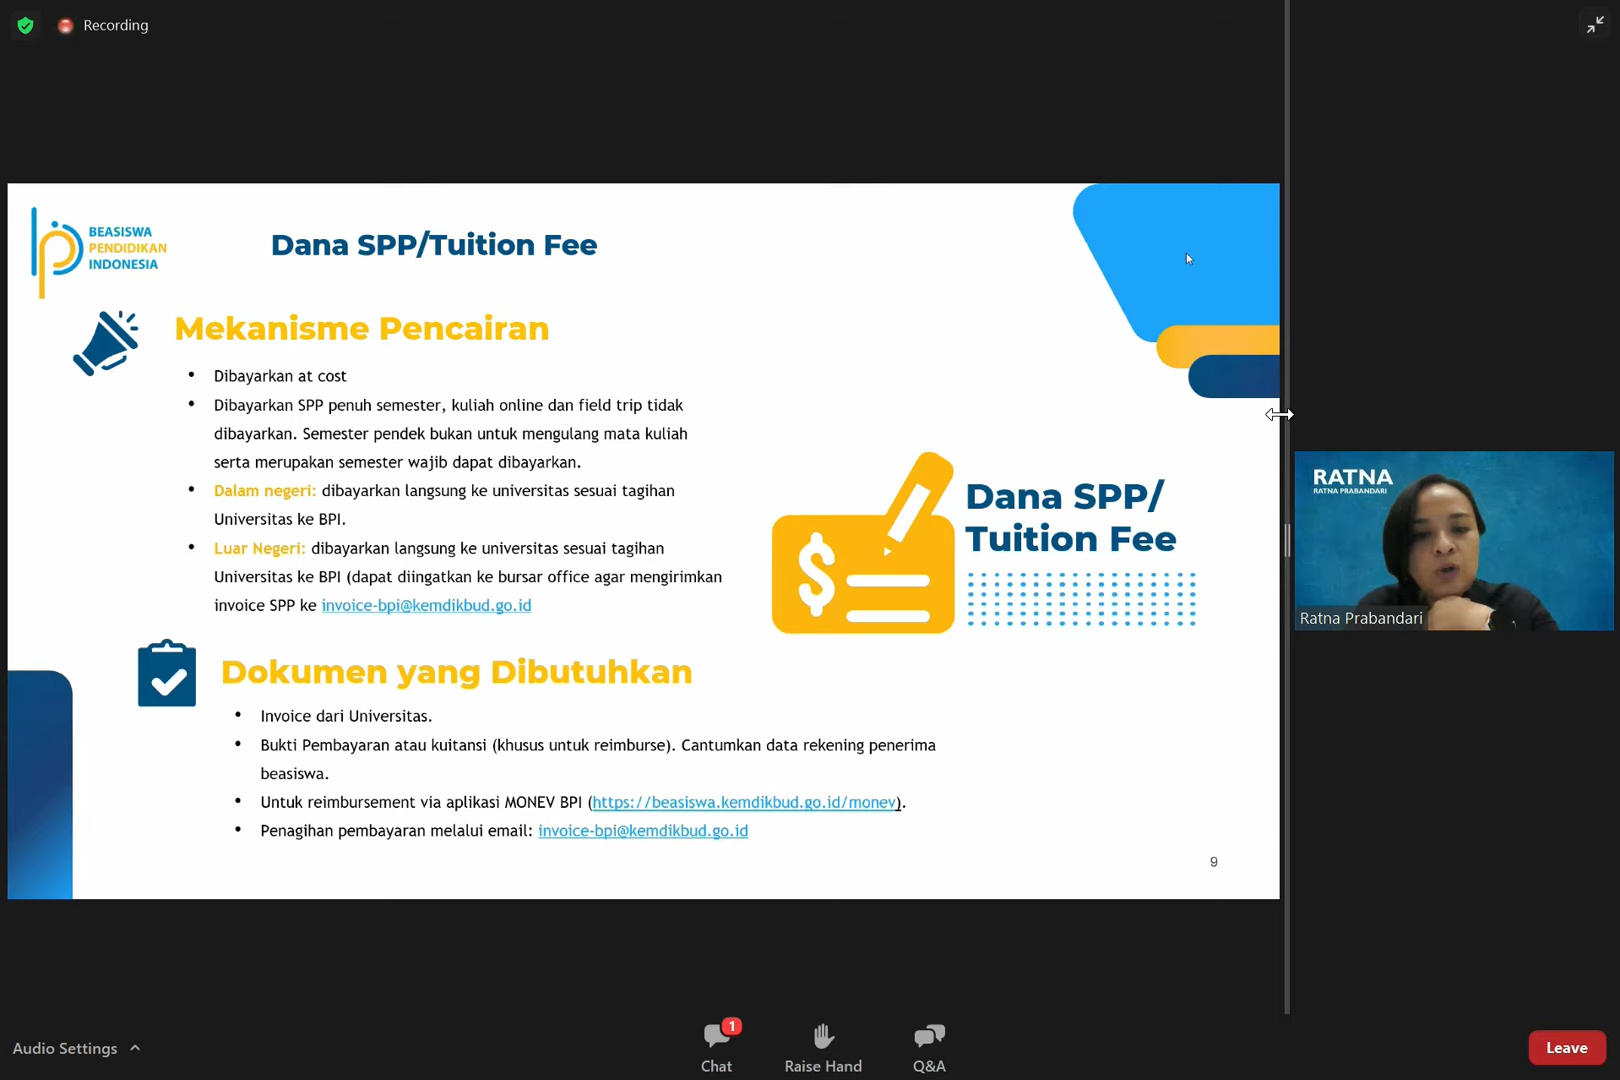 Recording
BEASISWA
PENDIDIKAN
INDONESIA
Dana SPP/Tuition Fee
Mekanisme Pencairan
• Dibayarkan at cost
• Dibayarkan SPP penuh semester, kuliah online dan field trip tidak
dibayarkan. Semester pendek bukan untuk mengulang mata kuliah
serta merupakan semester wajib dapat dibayarkan.
• Dalam negeri: dibayarkan langsung ke universitas sesuai tagihan
Universitas ke BPI.
• Luar Negeri: dibayarkan langsung ke universitas sesuai tagihan
Universitas ke BPI (dapat diingatkan ke bursar office agar mengirimkan
invoice SPP ke invoice-bpi@kemdikbud.go.id
$
Dana SPP/
Tuition Fee
Dokumen yang Dibutuhkan
• Invoice dari Universitas.
• Bukti Pembayaran atau kuitansi (khusus untuk reimburse). Cantumkan data rekening penerima
beasiswa.
• Untuk reimbursement via aplikasi MONEV BPI (https://beasiswa.kemdikbud.go.id/monev).
• Penagihan pembayaran melalui email: invoice-bpi@kemdikbud.go.id
9
RATNA
RATNA PRABANDARI
Ratna Prabandari
Audio Settings
1
Chat
Raise Hand
Q&A
Leave